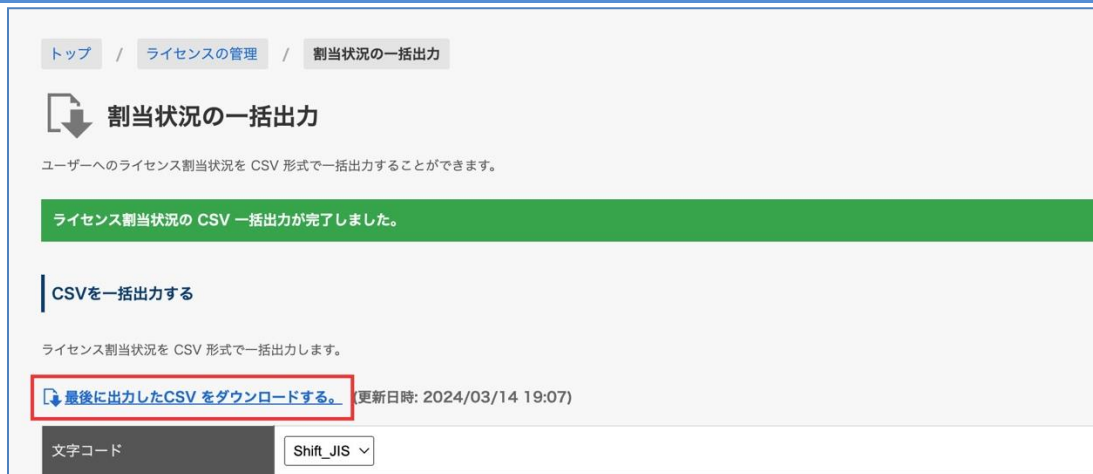 トップ / ライセンスの管理 / 割当状況の一括出力
割当状況の一括出力
ユーザーへのライセンス割当状況を CSV 形式で一括出力することができます。
ライセンス割当状況の CSV 一括出力が完了しました。
CSVを一括出力する
ライセンス割当状況を CSV 形式で一括出力します。
最後に出力したCSV をダウンロードする。 (更新日時: 2024/03/14 19:07)
文字コード Shift_JIS